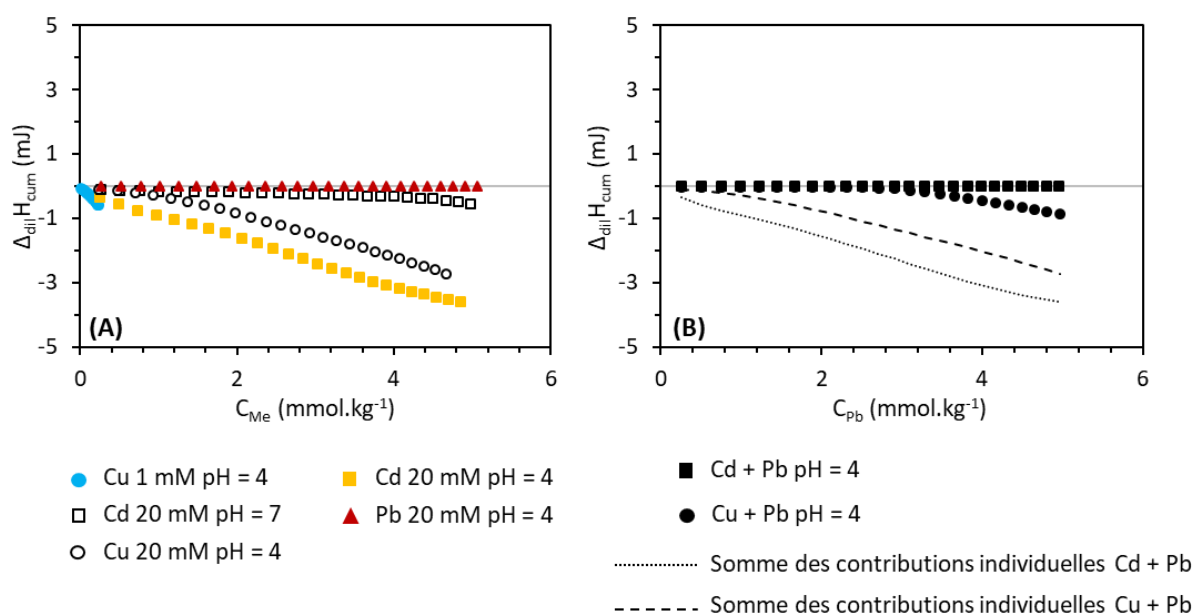 5
3
1
-1
-3
-5
Δdil Hcum (mJ)
(A)
0 2 4 6
CMe (mmol.kg-1)
5
3
1
-1
-3
-5
Δdil Hcum (mJ)
(B)
0 2 4 6
CPb (mmol.kg-1)
Cu 1 mM pH = 4
Cd 20 mM pH = 7
Cu 20 mM pH = 4
Cd 20 mM pH = 4
Pb 20 mM pH = 4
Cd + Pb pH = 4
Cu + Pb pH = 4
Somme des contributions individuelles Cd + Pb
Somme des contributions individuelles Cu + Pb